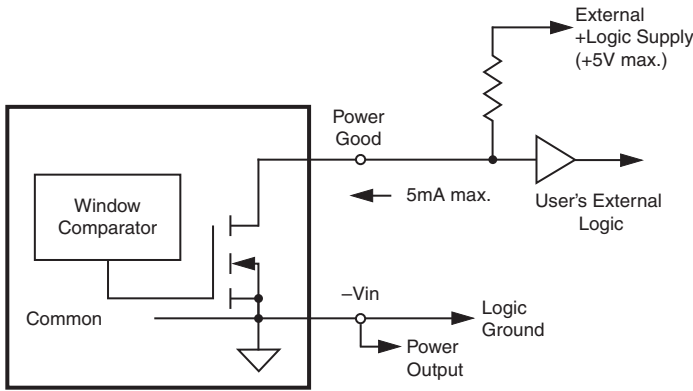 External
+Logic Supply
(+5V max.)
Power
Good
5mA max.
User's External
Logic
Window
Comparator
–Vin
Common
Logic
Ground
Power
Output